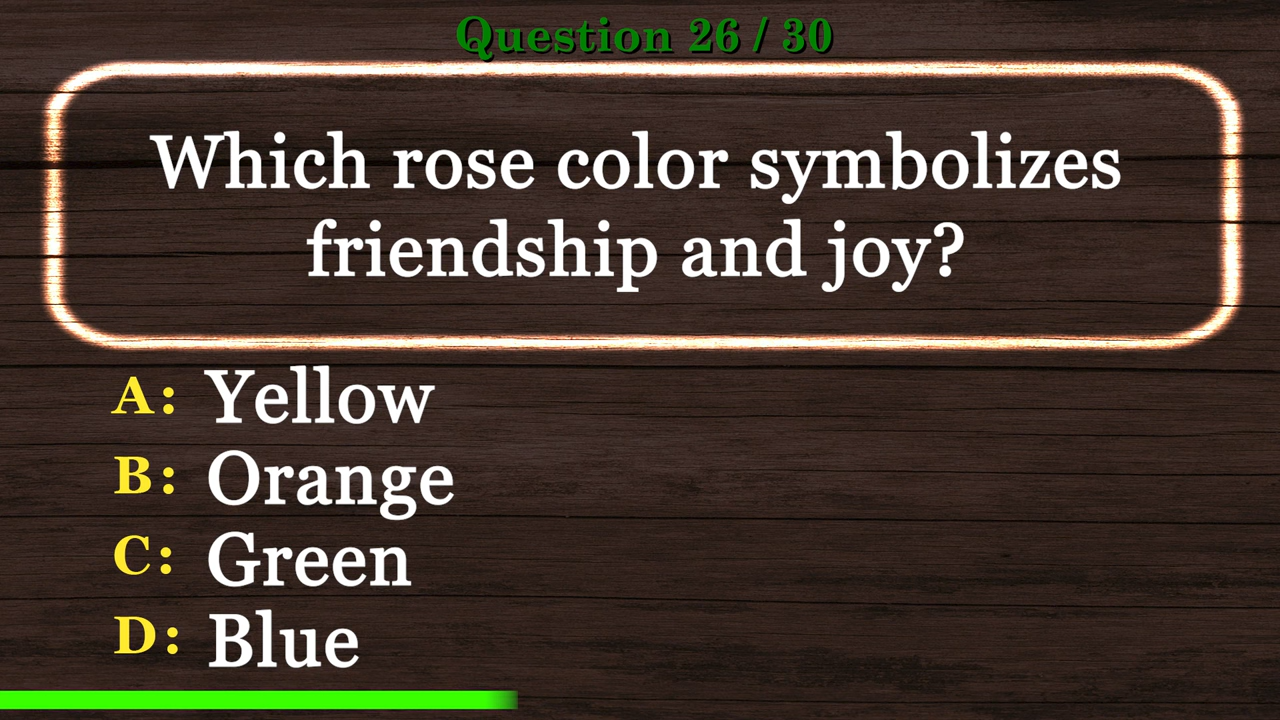 Question 26 / 30
Which rose color symbolizes
friendship and joy?
A: Yellow
B: Orange
C: Green
D: Blue